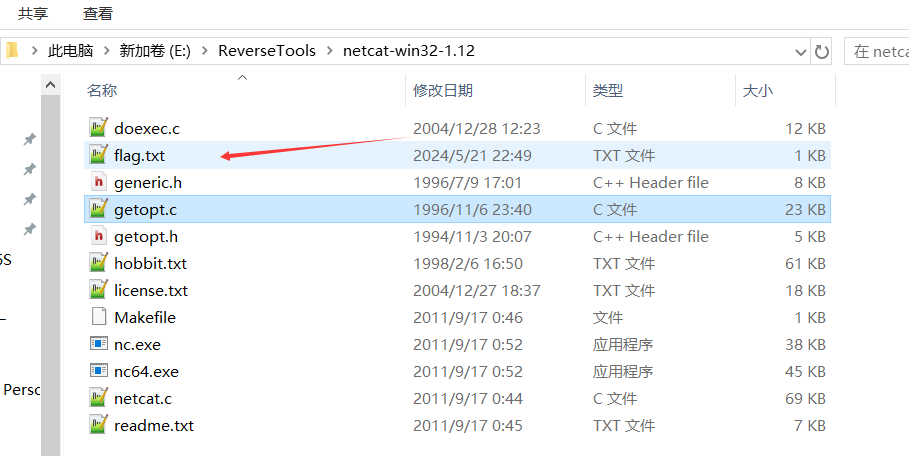 共享 查看
此电脑 > 新加卷 (E:) > ReverseTools > netcat-win32-1.12 在 netca
名称 修改日期 类型 大小
doexec.c 2004/12/28 12:23 C 文件 12 KB
flag.txt 2024/5/21 22:49 TXT 文件 1 KB
generic.h 1996/7/9 17:01 C++ Header file 8 KB
getopt.c 1996/11/6 23:40 C 文件 23 KB
getopt.h 1994/11/3 20:07 C++ Header file 5 KB
hobbit.txt 1998/2/6 16:50 TXT 文件 61 KB
license.txt 2004/12/27 18:37 TXT 文件 18 KB
Makefile 2011/9/17 0:46 文件 1 KB
nc.exe 2011/9/17 0:52 应用程序 38 KB
nc64.exe 2011/9/17 0:52 应用程序 45 KB
Persc netcat.c 2011/9/17 0:44 C 文件 69 KB
readme.txt 2011/9/17 0:45 TXT 文件 7 KB